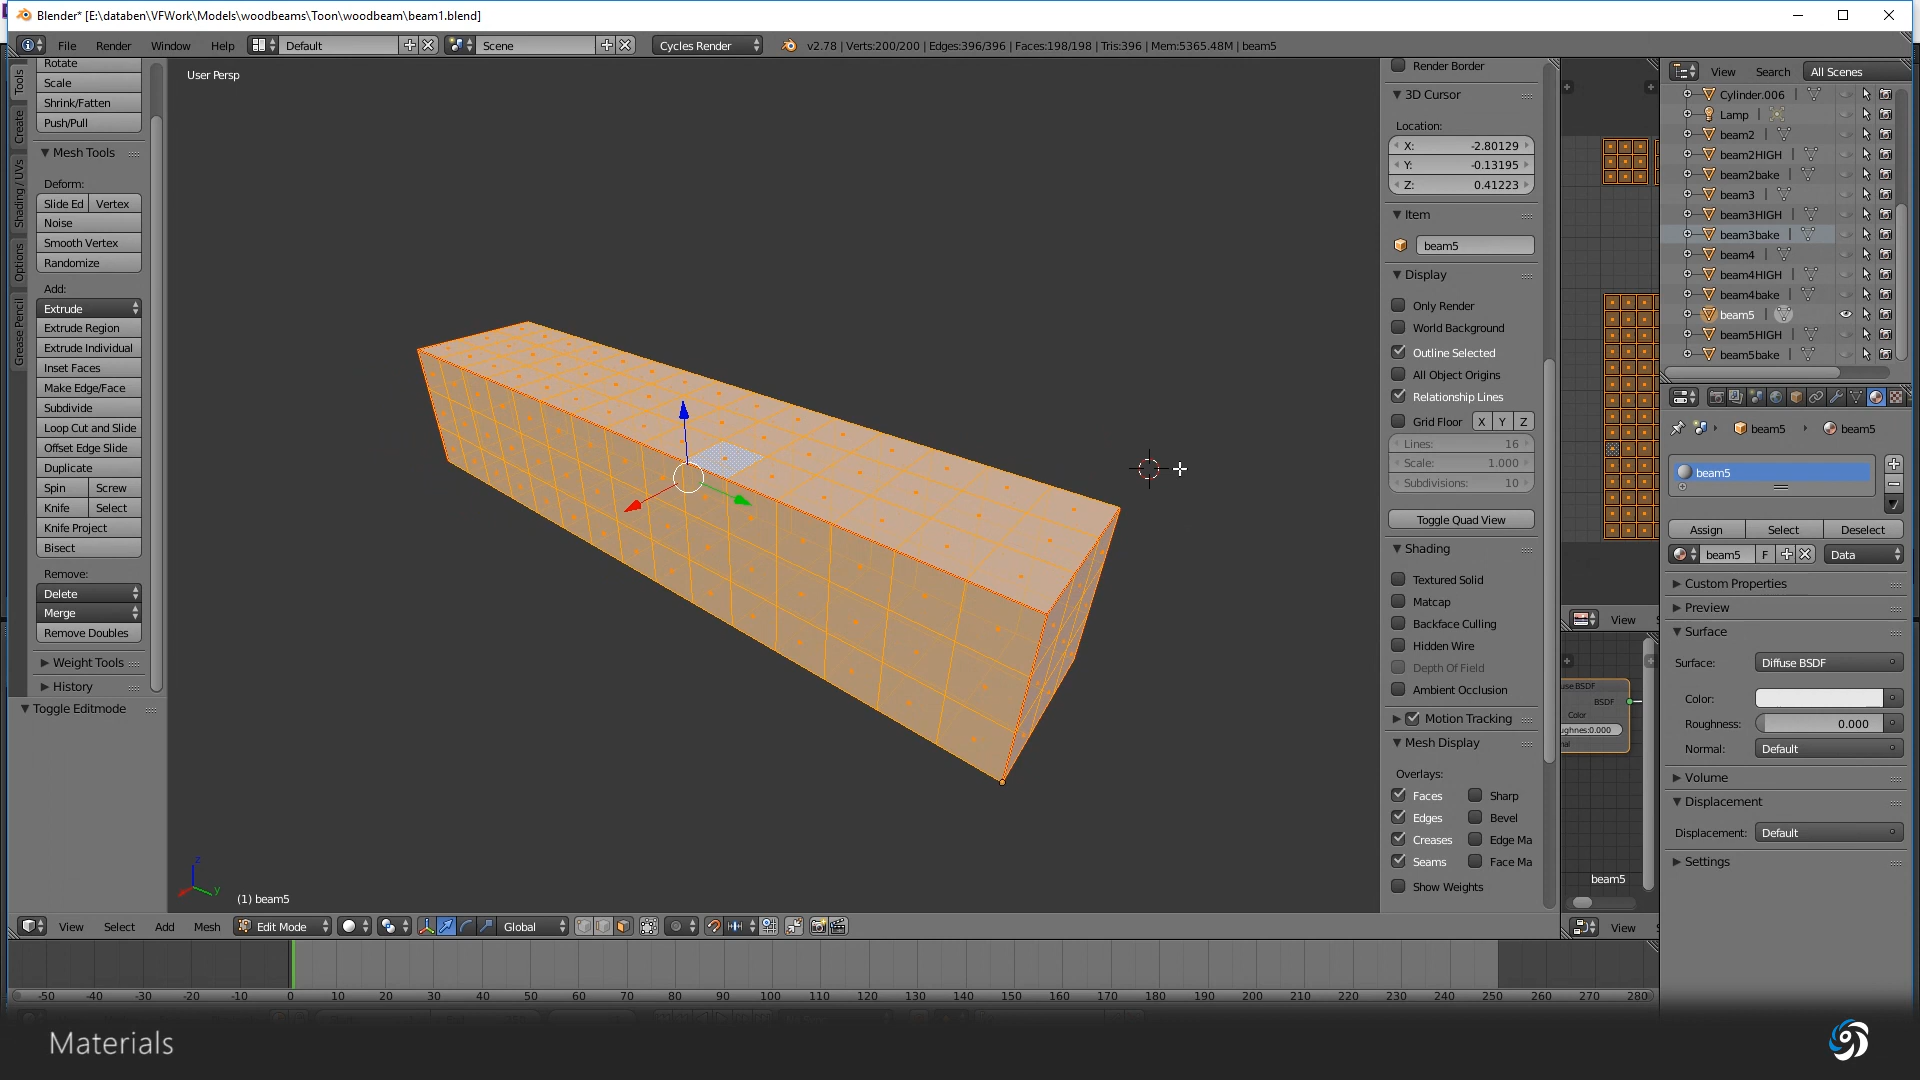 Blender* [E:\databen\VFWork\Models\woodbeams\Toon\woodbeam\beam1.blend]
File Render Window Help Default Scene Cycles Render v2.78 | Verts:200/200 | Edges:396/396 | Faces:198/198 | Tris:396 | Mem:5365.48M | beam5
Tools
Create
Shading / UVs
Options
Grease Pencil
Rotate
Scale
Shrink/Fatten
Push/Pull
Mesh Tools
Deform:
Slide Ed Vertex
Noise
Smooth Vertex
Randomize
Add:
Extrude
Extrude Region
Extrude Individual
Inset Faces
Make Edge/Face
Subdivide
Loop Cut and Slide
Offset Edge Slide
Duplicate
Spin Screw
Knife Select
Knife Project
Bisect
Remove:
Delete
Merge
Remove Doubles
Weight Tools
History
Toggle Editmode
User Persp
z
y
(1) beam5
Render Border
3D Cursor
Location:
X: -2.80129
Y: -0.13195
Z: 0.41223
Item
beam5
Display
Only Render
World Background
Outline Selected
All Object Origins
Relationship Lines
Grid Floor X Y Z
Lines: 16
Scale: 1.000
Subdivisions: 10
Toggle Quad View
Shading
Textured Solid
Matcap
Backface Culling
Hidden Wire
Depth Of Field
Ambient Occlusion
Motion Tracking
Mesh Display
Overlays:
Faces Sharp
Edges Bevel
Creases Edge Ma
Seams Face Ma
Show Weights
View
BSDF
BSDF
Color
ughnes:0.000
beam5
View
View Search All Scenes
Cylinder.006
Lamp
beam2
beam2HIGH
beam2bake
beam3
beam3HIGH
beam3bake
beam4
beam4HIGH
beam4bake
beam5
beam5HIGH
beam5bake
beam5 beam5
beam5
Assign Select Deselect
beam5 F Data
Custom Properties
Preview
Surface
Surface: Diffuse BSDF
Color:
Roughness: 0.000
Normal: Default
Volume
Displacement
Displacement: Default
Settings
View Select Add Mesh Edit Mode Global
-50 -40 -30 -20 -10 0 10 20 30 40 50 60 70 80 90 100 110 120 130 140 150 160 170 180 190 200 210 220 230 240 250 260 270 280
Materials